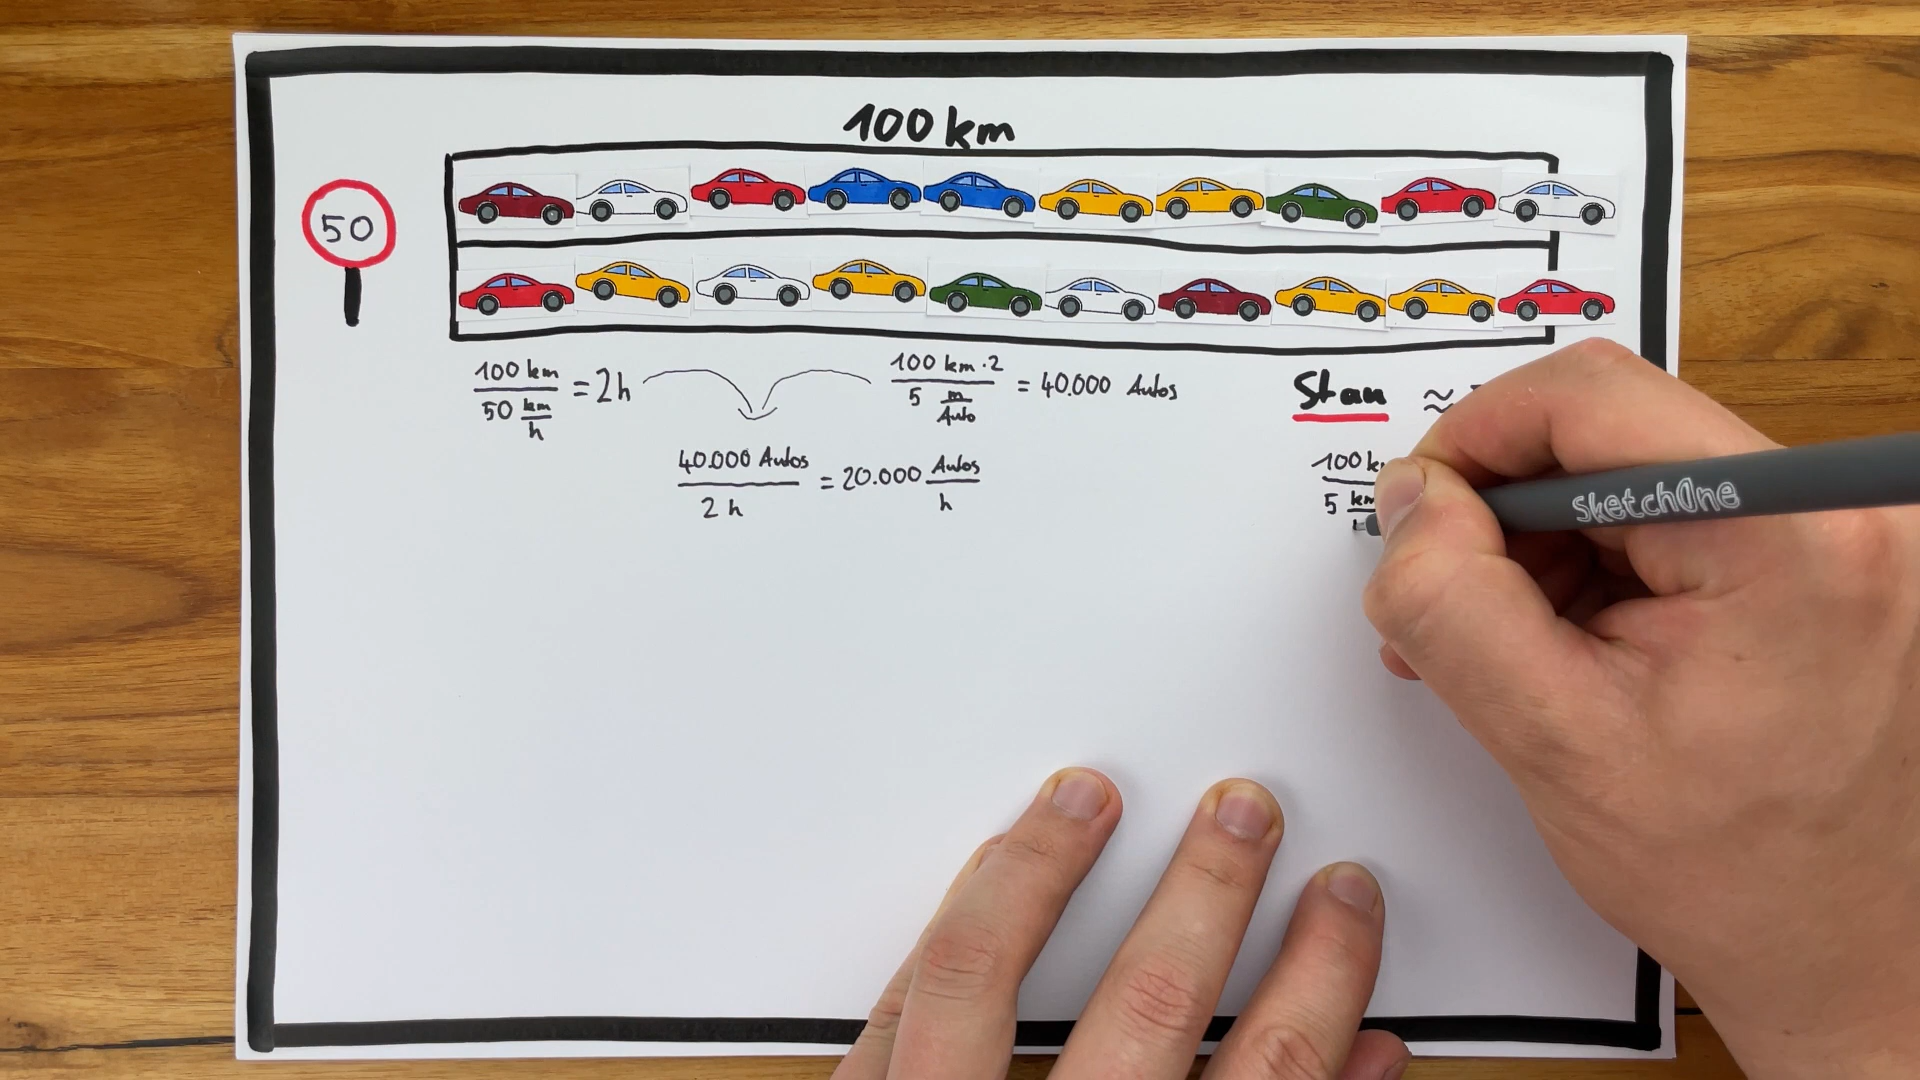 100 km
50
100 km
50 km/h
= 2h
100 km · 2
5 m/Auto
= 40.000 Autos
Stau ≈
100 k
5 km
40.000 Autos
2 h
= 20.000 Autos/h
sketchOne